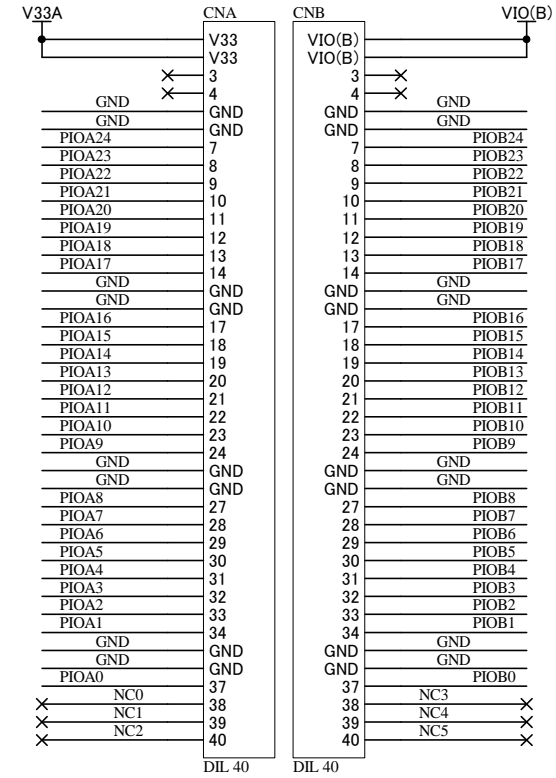 V33A CNA CNB VIO(B)
V33 VIO(B)
V33 VIO(B)
3 3
4 4
GND GND GND GND
GND GND GND GND
PIOA24 7 7 PIOB24
PIOA23 8 8 PIOB23
PIOA22 9 9 PIOB22
PIOA21 10 10 PIOB21
PIOA20 11 11 PIOB20
PIOA19 12 12 PIOB19
PIOA18 13 13 PIOB18
PIOA17 14 14 PIOB17
GND GND GND GND
GND GND GND GND
PIOA16 17 17 PIOB16
PIOA15 18 18 PIOB15
PIOA14 19 19 PIOB14
PIOA13 20 20 PIOB13
PIOA12 21 21 PIOB12
PIOA11 22 22 PIOB11
PIOA10 23 23 PIOB10
PIOA9 24 24 PIOB9
GND GND GND GND
GND GND GND GND
PIOA8 27 27 PIOB8
PIOA7 28 28 PIOB7
PIOA6 29 29 PIOB6
PIOA5 30 30 PIOB5
PIOA4 31 31 PIOB4
PIOA3 32 32 PIOB3
PIOA2 33 33 PIOB2
PIOA1 34 34 PIOB1
GND GND GND GND
GND GND GND GND
PIOA0 37 37 PIOB0
NC0 38 38 NC3
NC1 39 39 NC4
NC2 40 40 NC5
DIL 40 DIL 40